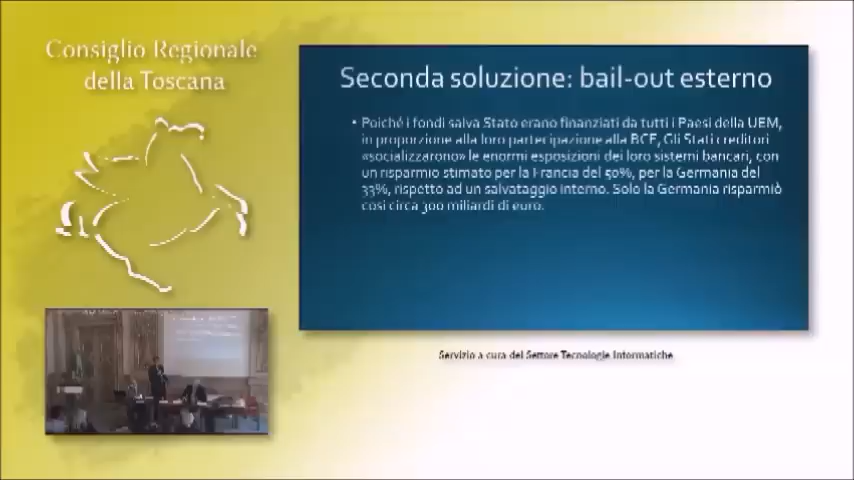 Consiglio Regionale
della Toscana
Seconda soluzione: bail-out esterno
• Poiché i fondi salva Stato erano finanziati da tutti i Paesi della UEM,
in proporzione alla loro partecipazione alla BCE, Gli Stati creditori
«socializzarono» le enormi esposizioni dei loro sistemi bancari, con
un risparmio stimato per la Francia del 50%, per la Germania del
33%, rispetto ad un salvataggio interno. Solo la Germania risparmiò
così circa 300 miliardi di euro.
Servizio a cura del Settore Tecnologie Informatiche